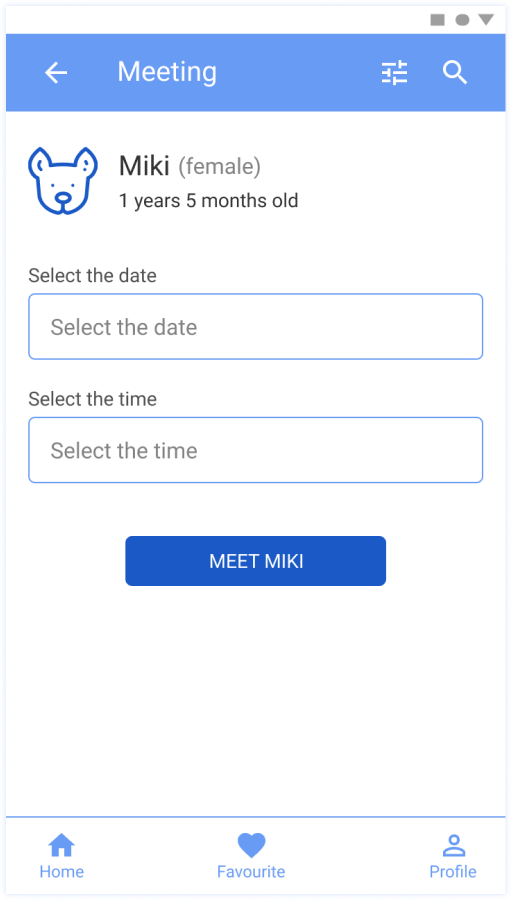 Meeting
Miki (female)
1 years 5 months old
Select the date
Select the date
Select the time
Select the time
MEET MIKI
Home
Favourite
Profile